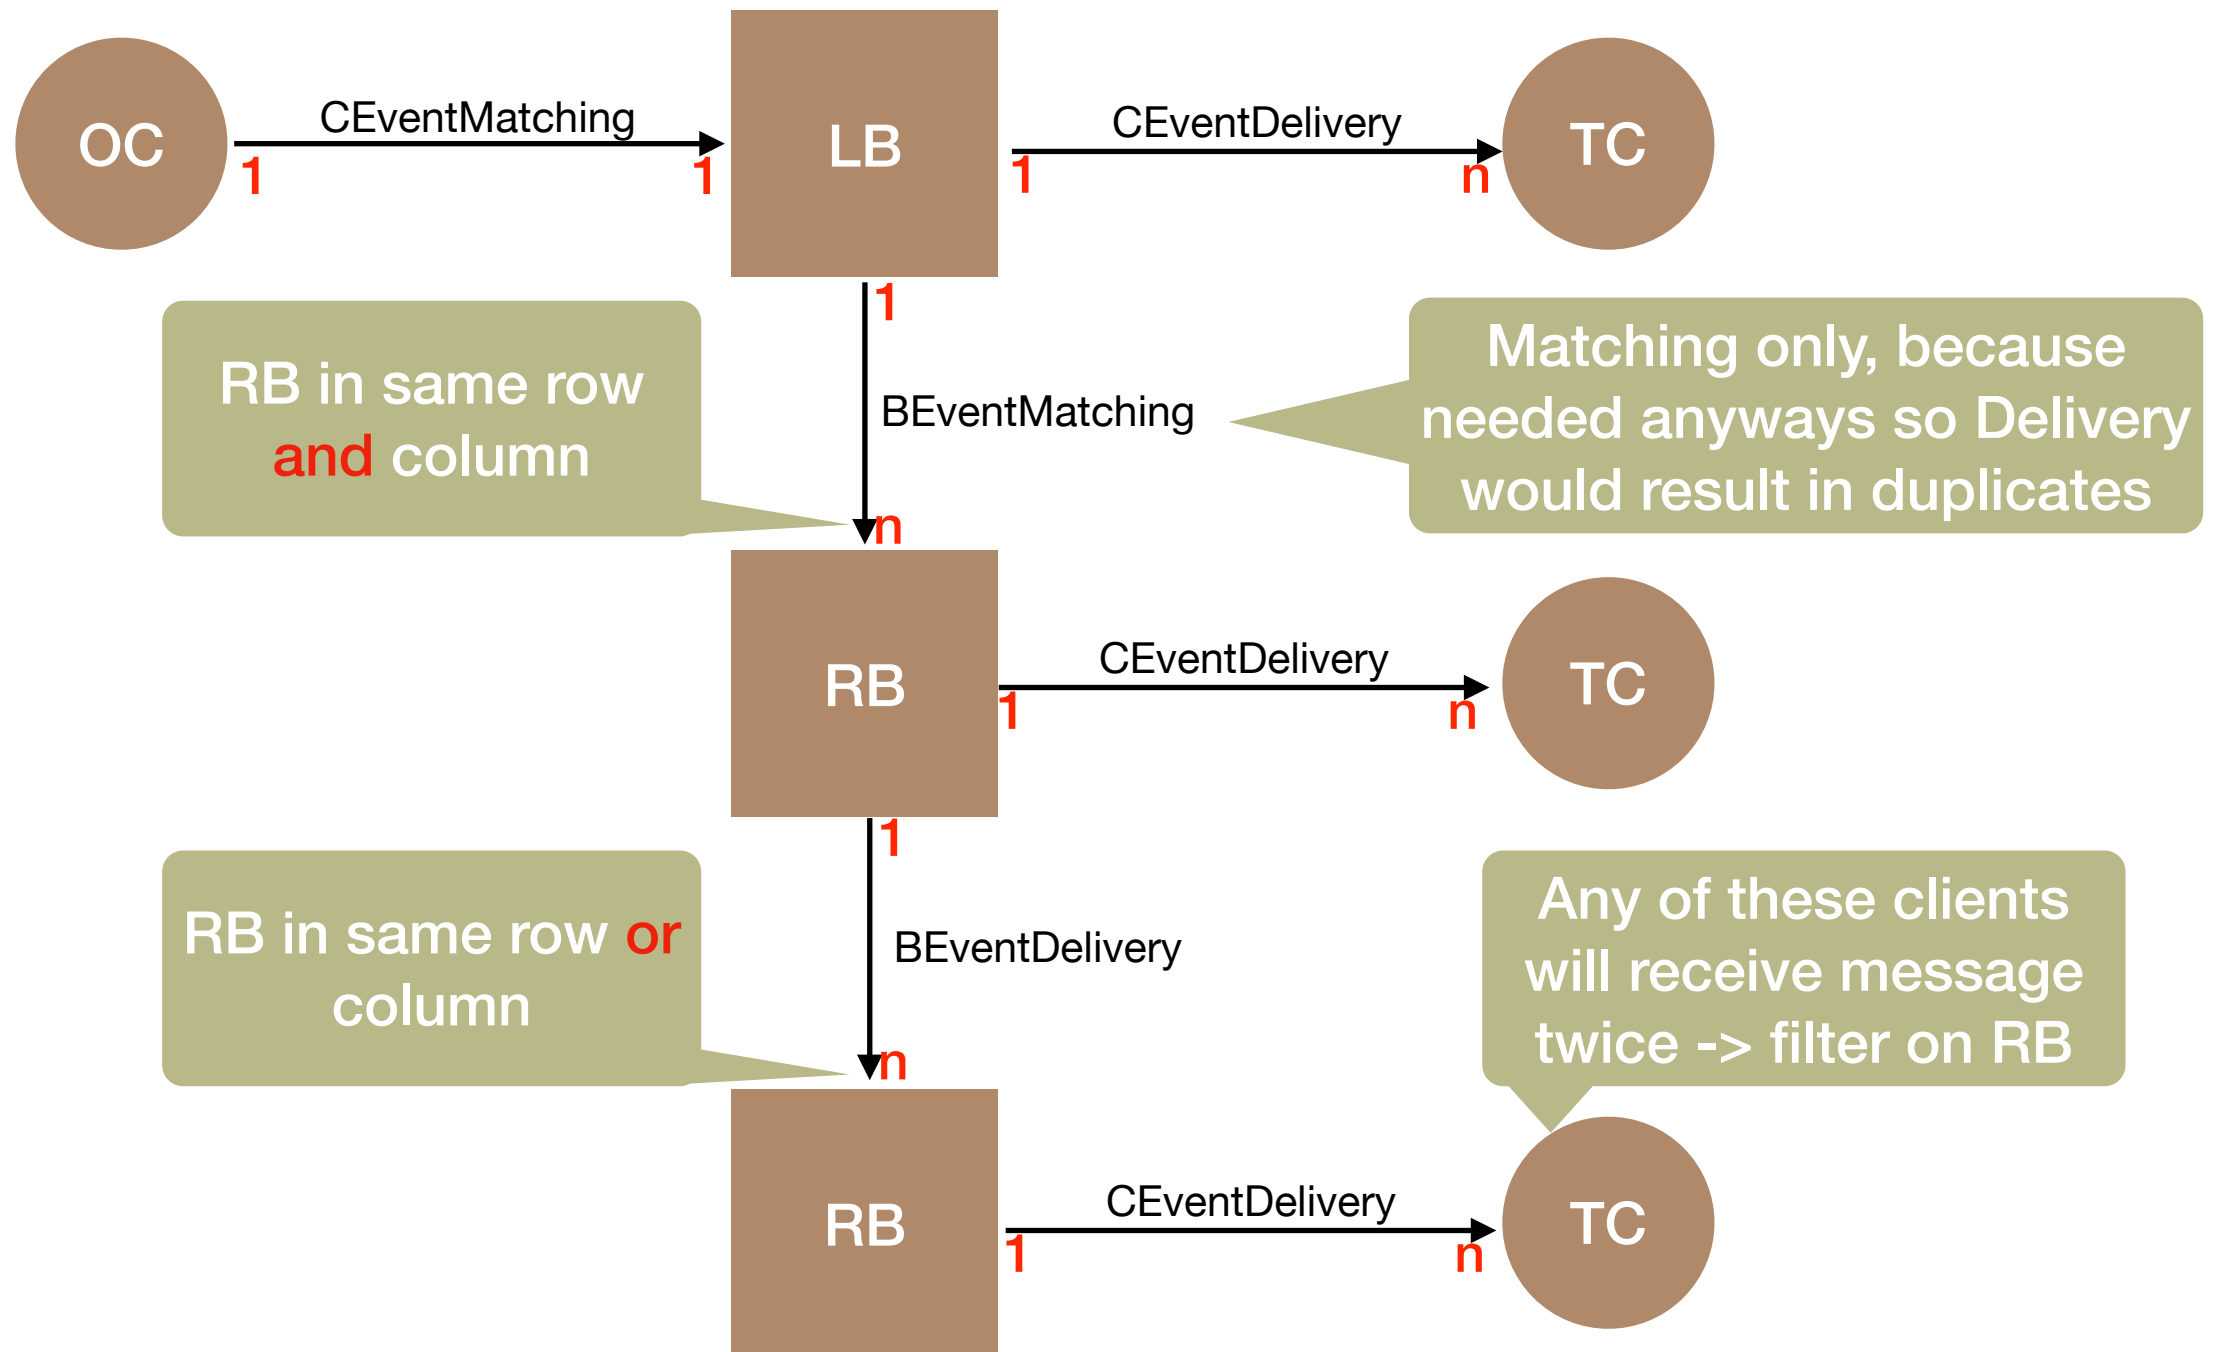 OC
CEventMatching
1
1
LB
CEventDelivery
1
n
TC
1
RB in same row
and column
BEventMatching
Matching only, because
needed anyways so Delivery
would result in duplicates
n
RB
CEventDelivery
1
n
TC
1
RB in same row or
column
BEventDelivery
Any of these clients
will receive message
twice -> filter on RB
n
RB
CEventDelivery
1
n
TC